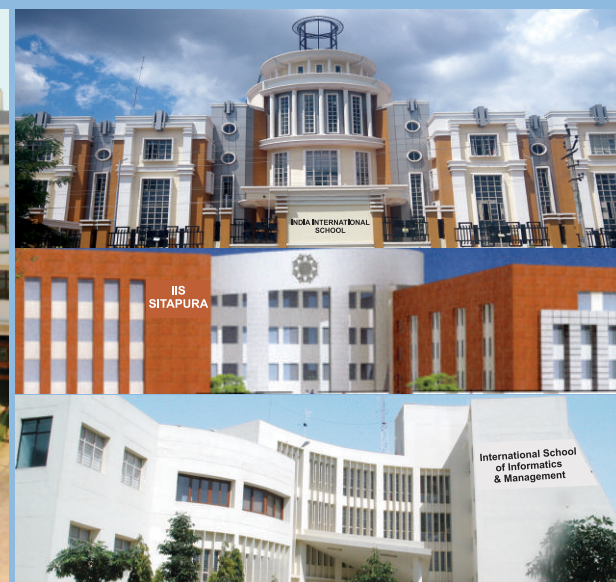 INDIA INTERNATIONAL
SCHOOL
IIS
SITAPURA
International School
of Informatics
& Management